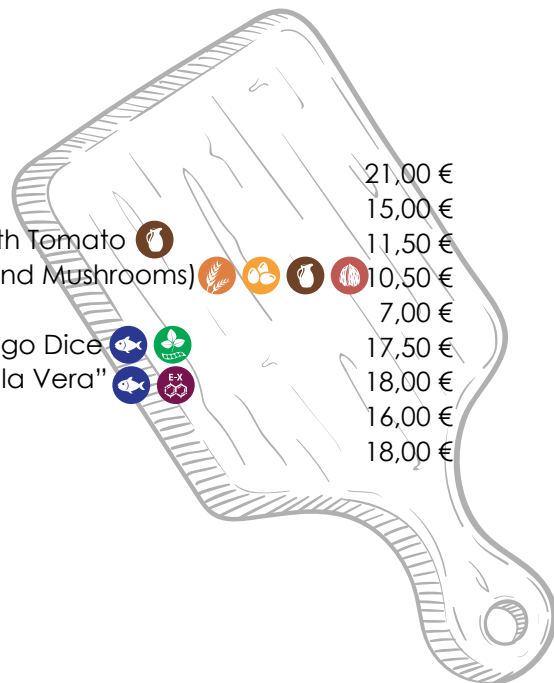 21,00 €
15,00 €
th Tomato 11,50 €
nd Mushrooms) 10,50 €
7,00 €
go Dice 17,50 €
la Vera” E-X 18,00 €
16,00 €
18,00 €